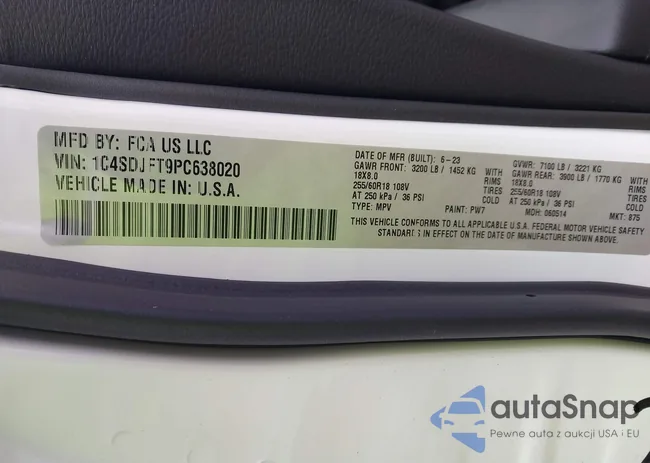 MFD BY: FCA US LLC
VIN: 1C4SDJFT9PC638020
VEHICLE MADE IN: U.S.A.
DATE OF MFR (BUILT): 6-23
GVWR: 7100 LB / 3221 KG
GAWR FRONT: 3200 LB / 1452 KG WITH
GAWR REAR: 3900 LB / 1770 KG WITH
18X8.0 RIMS
18X8.0 RIMS
255/60R18 108V TIRES
255/60R18 108V TIRES
AT 250 kPa / 36 PSI COLD
AT 250 kPa / 36 PSI COLD
TYPE: MPV PAINT: PW7 MDH: 060514 MKT: 875
THIS VEHICLE CONFORMS TO ALL APPLICABLE U.S.A. FEDERAL MOTOR VEHICLE SAFETY
STANDARDS IN EFFECT ON THE DATE OF MANUFACTURE SHOWN ABOVE.
autaSnap
Pewne auta z aukcji USA i EU